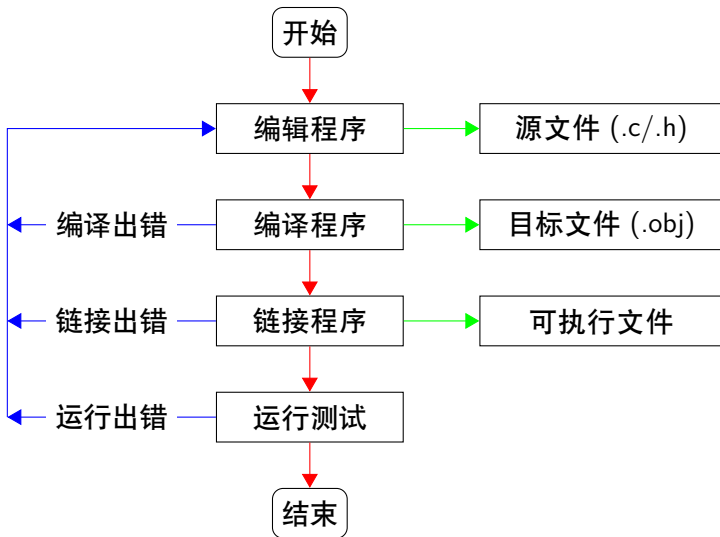 开始
编辑程序
源文件 (.c/.h)
编译出错
编译程序
目标文件 (.obj)
链接出错
链接程序
可执行文件
运行出错
运行测试
结束